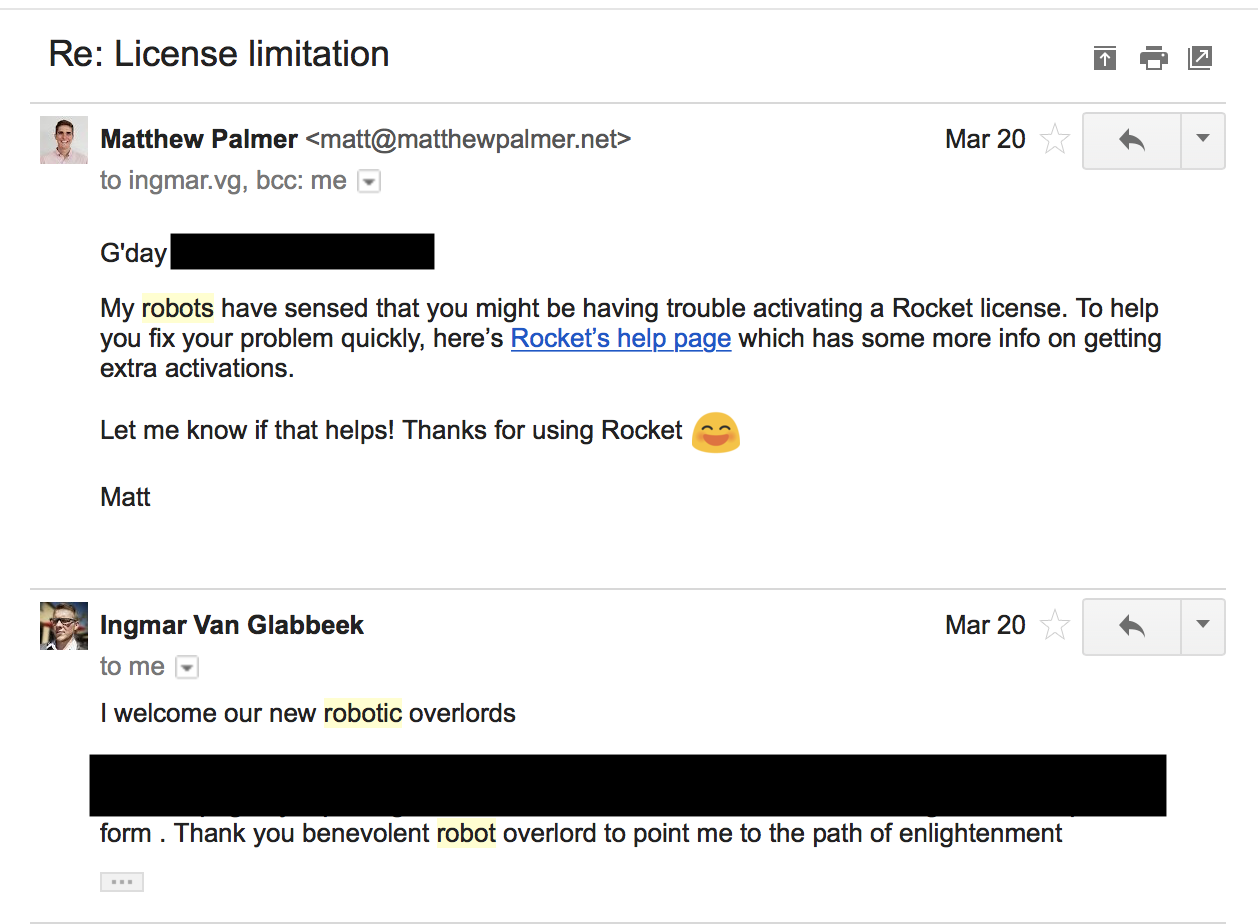 Re: License limitation
Matthew Palmer <matt@matthewpalmer.net>
Mar 20
to ingmar.vg, bcc: me
G'day
My robots have sensed that you might be having trouble activating a Rocket license. To help
you fix your problem quickly, here’s Rocket’s help page which has some more info on getting
extra activations.
Let me know if that helps! Thanks for using Rocket 😄
Matt
Ingmar Van Glabbeek
Mar 20
to me
I welcome our new robotic overlords
form . Thank you benevolent robot overlord to point me to the path of enlightenment